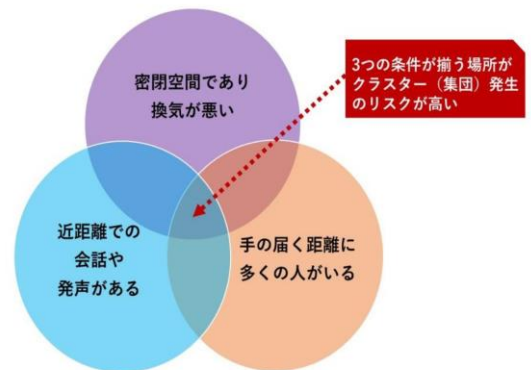 密閉空間であり
換気が悪い
3つの条件が揃う場所が
クラスター（集団）発生
のリスクが高い
近距離での
会話や
発声がある
手の届く距離に
多くの人がいる